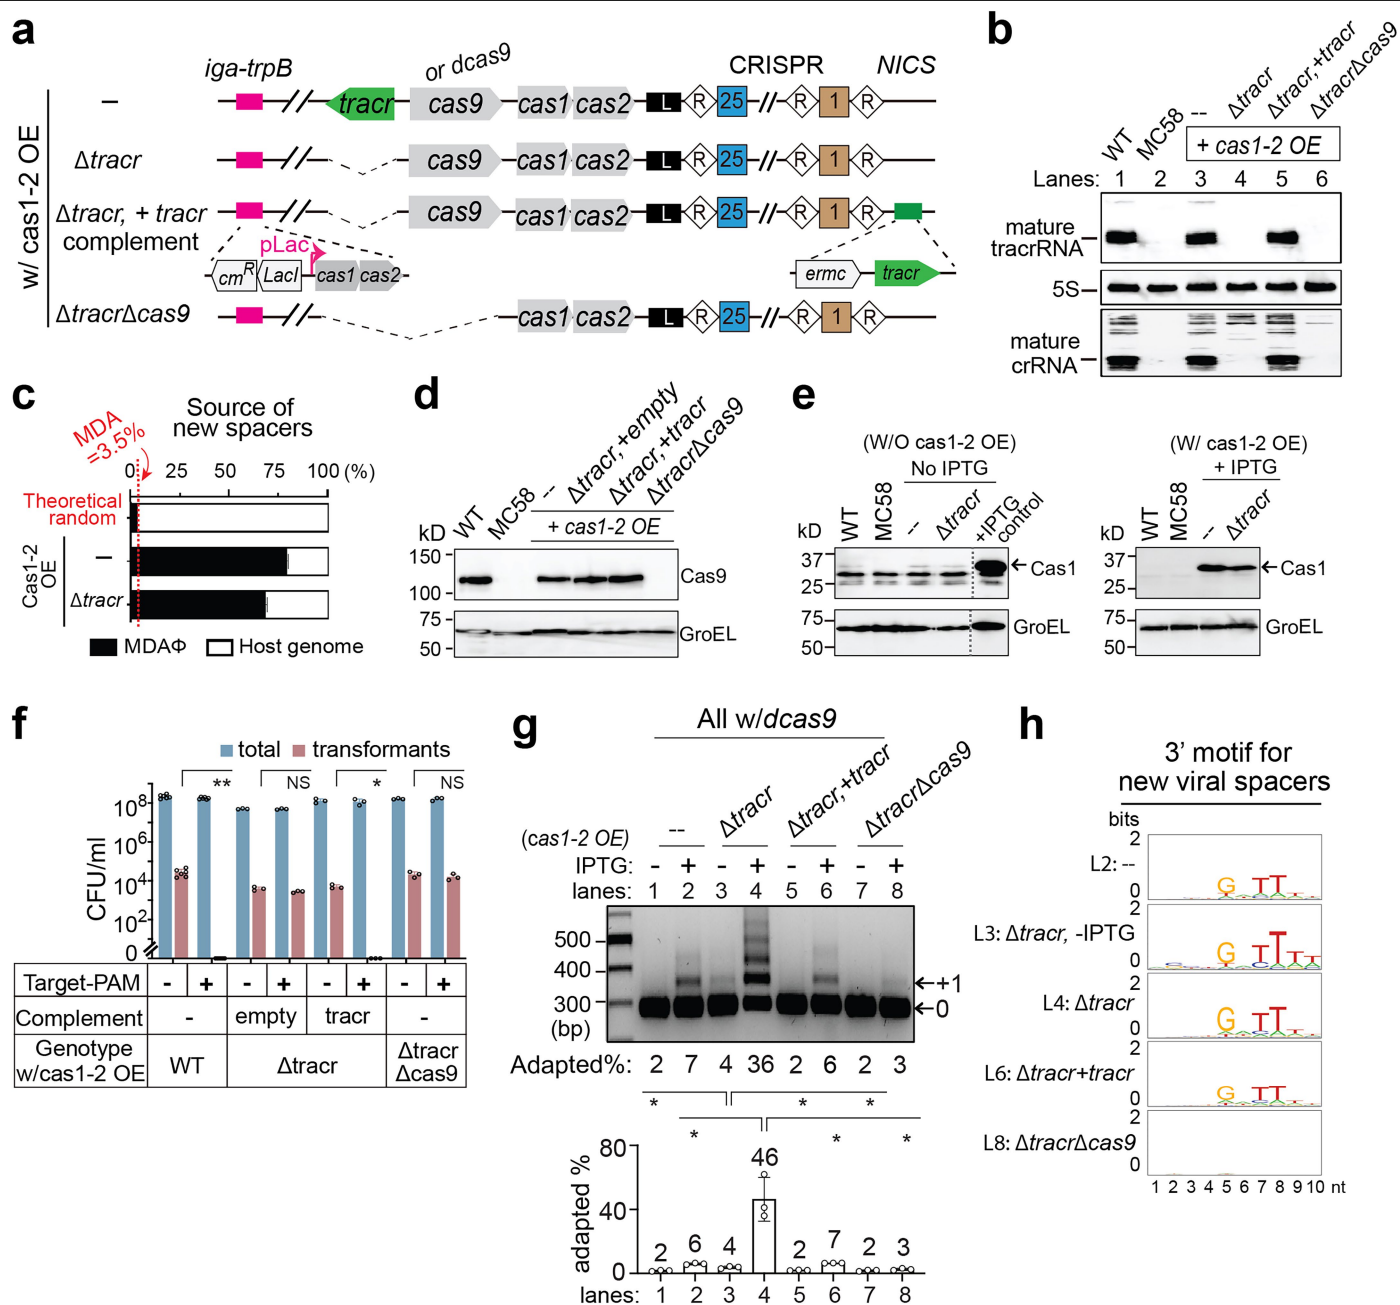 a
iga-trpB
or dcas9
CRISPR
NICS
w/ cas1-2 OE
–
tracr
cas9
cas1 cas2
L
R 25 R 1 R
Δtracr
cas9
cas1 cas2
L
R 25 R 1 R
Δtracr, + tracr
complement
cas9
cas1 cas2
L
R 25 R 1 R
pLac
cmR LacI cas1 cas2
ermc tracr
ΔtracrΔcas9
cas1 cas2
L
R 25 R 1 R
b
WT
MC58
--
Δtracr
Δtracr,+tracr
ΔtracrΔcas9
+ cas1-2 OE
Lanes: 1 2 3 4 5 6
mature
tracrRNA
5S
mature
crRNA
c
Source of
new spacers
MDA
=3.5%
0 25 50 75 100 (%)
Theoretical
random
Cas1-2
OE
–
Δtracr
MDAΦ Host genome
d
WT
MC58
--
Δtracr,+empty
Δtracr,+tracr
ΔtracrΔcas9
+ cas1-2 OE
kD
150
100
Cas9
75
50
GroEL
e
(W/O cas1-2 OE)
No IPTG
kD
WT
MC58
--
Δtracr
+IPTG
control
37
25
Cas1
75
50
GroEL
(W/ cas1-2 OE)
+ IPTG
kD
WT
MC58
--
Δtracr
37
25
Cas1
75
50
GroEL
f
total transformants
** NS * NS
CFU/ml
10^8
10^6
10^4
10^2
0
Target-PAM - + - + - + - +
Complement - empty tracr -
Genotype
w/cas1-2 OE
WT Δtracr Δtracr
Δcas9
g
All w/dcas9
(cas1-2 OE)
--
Δtracr
Δtracr,+tracr
ΔtracrΔcas9
IPTG: - + - + - + - +
lanes: 1 2 3 4 5 6 7 8
500
400
300
(bp)
+1
0
Adapted%: 2 7 4 36 2 6 2 3
* * *
* * *
adapted %
80
40
0
2 6 4 46 2 7 2 3
lanes: 1 2 3 4 5 6 7 8
h
3’ motif for
new viral spacers
bits
2
L2: --
0
G TT
2
L3: Δtracr, -IPTG
0
2
L4: Δtracr
0
2
L6: Δtracr+tracr
0
2
L8: ΔtracrΔcas9
0
1 2 3 4 5 6 7 8 9 10 nt